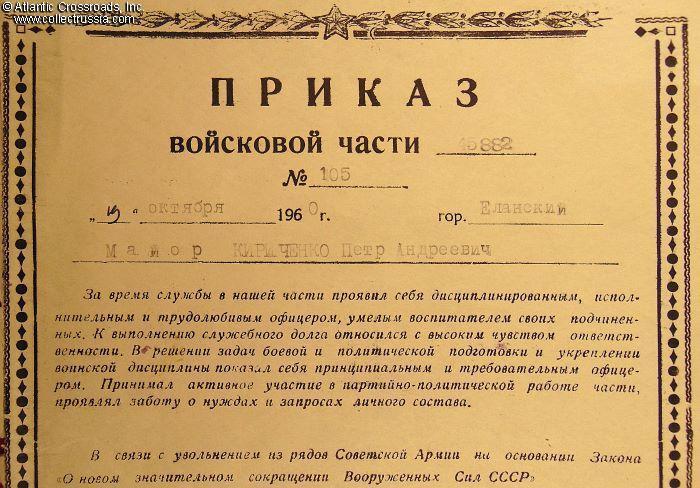 © Atlantic Crossroads, Inc
www.collectrussia.com
ПРИКАЗ
ВОЙСКОВОЙ ЧАСТИ 45882
№ 105
„19“ октября 1960 г. гор. Еланский
Майор КИРИЧЕНКО Петр Андреевич
За время службы в нашей части проявил себя дисциплинированным, испол-
нительным и трудолюбивым офицером, умелым воспитателем своих подчинен-
ных. К выполнению служебного долга относился с высоким чувством ответст-
венности. В решении задач боевой и политической подготовки и укреплении
воинской дисциплины показал себя принципиальным и требовательным офице-
ром. Принимал активное участие в партийно-политической работе части,
проявлял заботу о нуждах и запросах личного состава.
В связи с увольнением из рядов Советской Армии на основании Закона
«О новом значительном сокращении Вооруженных Сил СССР»